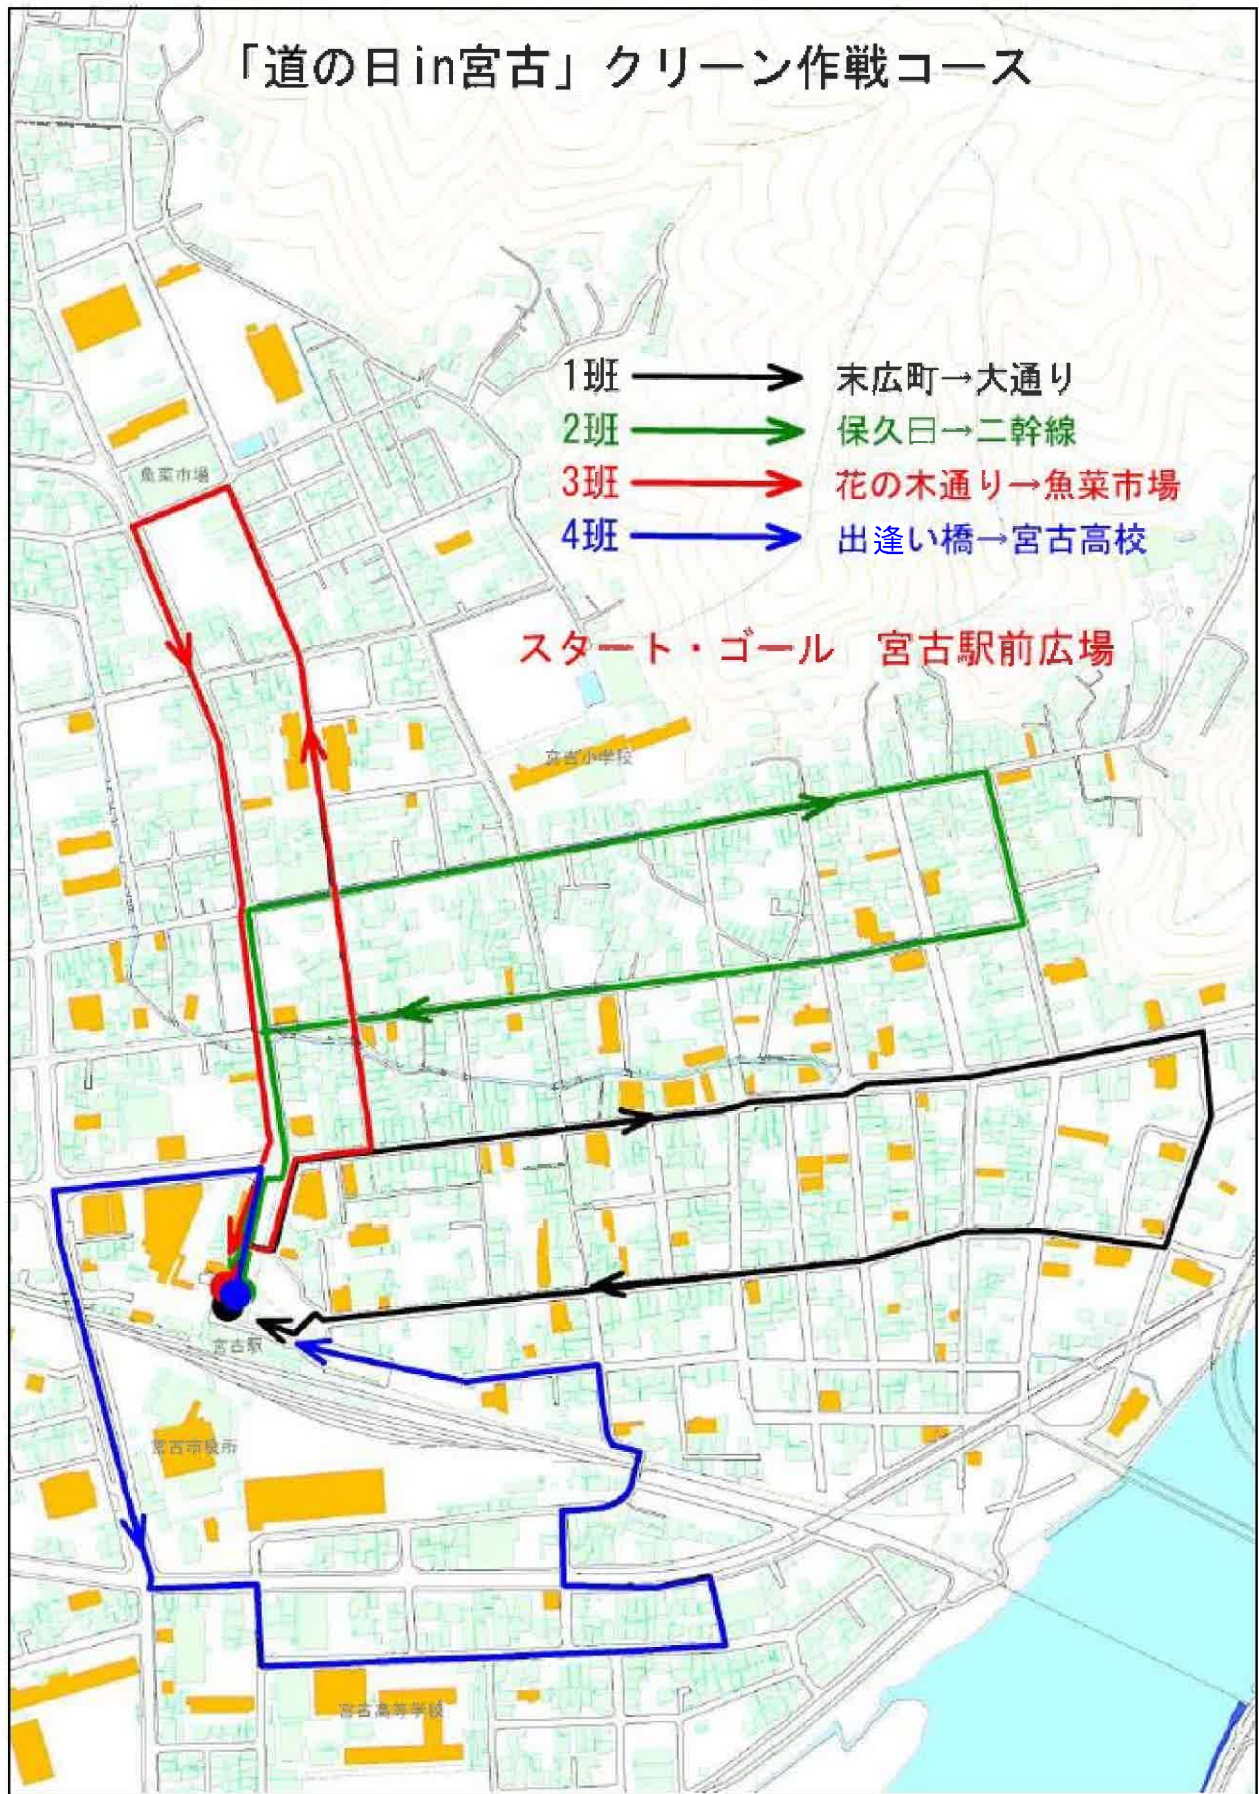 「道の日in宮古」クリーン作戦コース
1班 末広町→大通り
2班 保久田→二幹線
3班 花の木通り→魚菜市場
4班 出逢い橋→宮古高校
スタート・ゴール 宮古駅前広場
魚菜市場
宮古小学校
宮古駅
宮古市役所
宮古高等学校